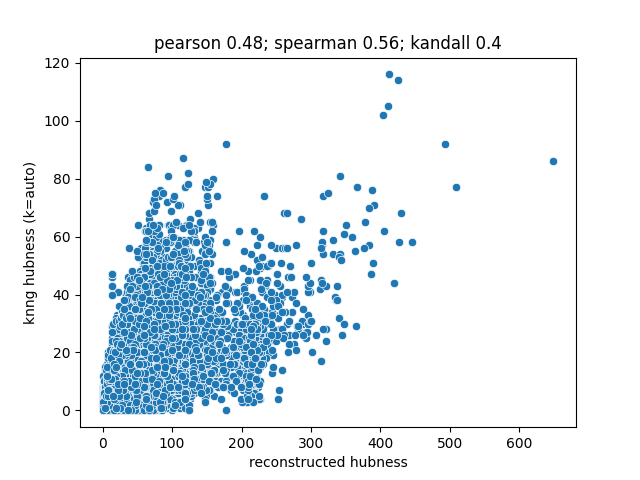 pearson 0.48; spearman 0.56; kandall 0.4
knng hubness (k=auto)
120
100
80
60
40
20
0
0 100 200 300 400 500 600
reconstructed hubness